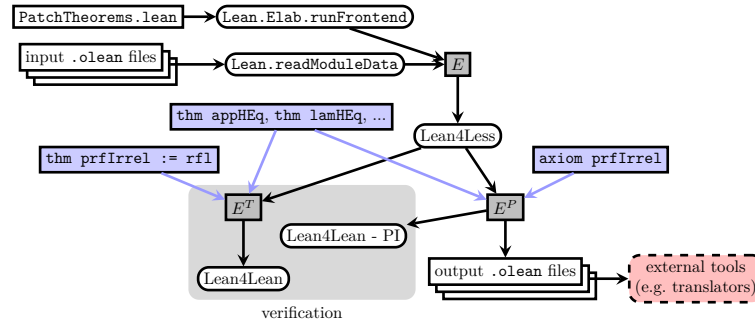 PatchTheorems.lean
Lean.Elab.runFrontend
input .olean files
Lean.readModuleData
E
thm appHEq, thm lamHEq, ...
Lean4Less
thm prfIrrel := rfl
axiom prfIrrel
E^T
E^P
Lean4Lean - PI
Lean4Lean
output .olean files
external tools
(e.g. translators)
verification